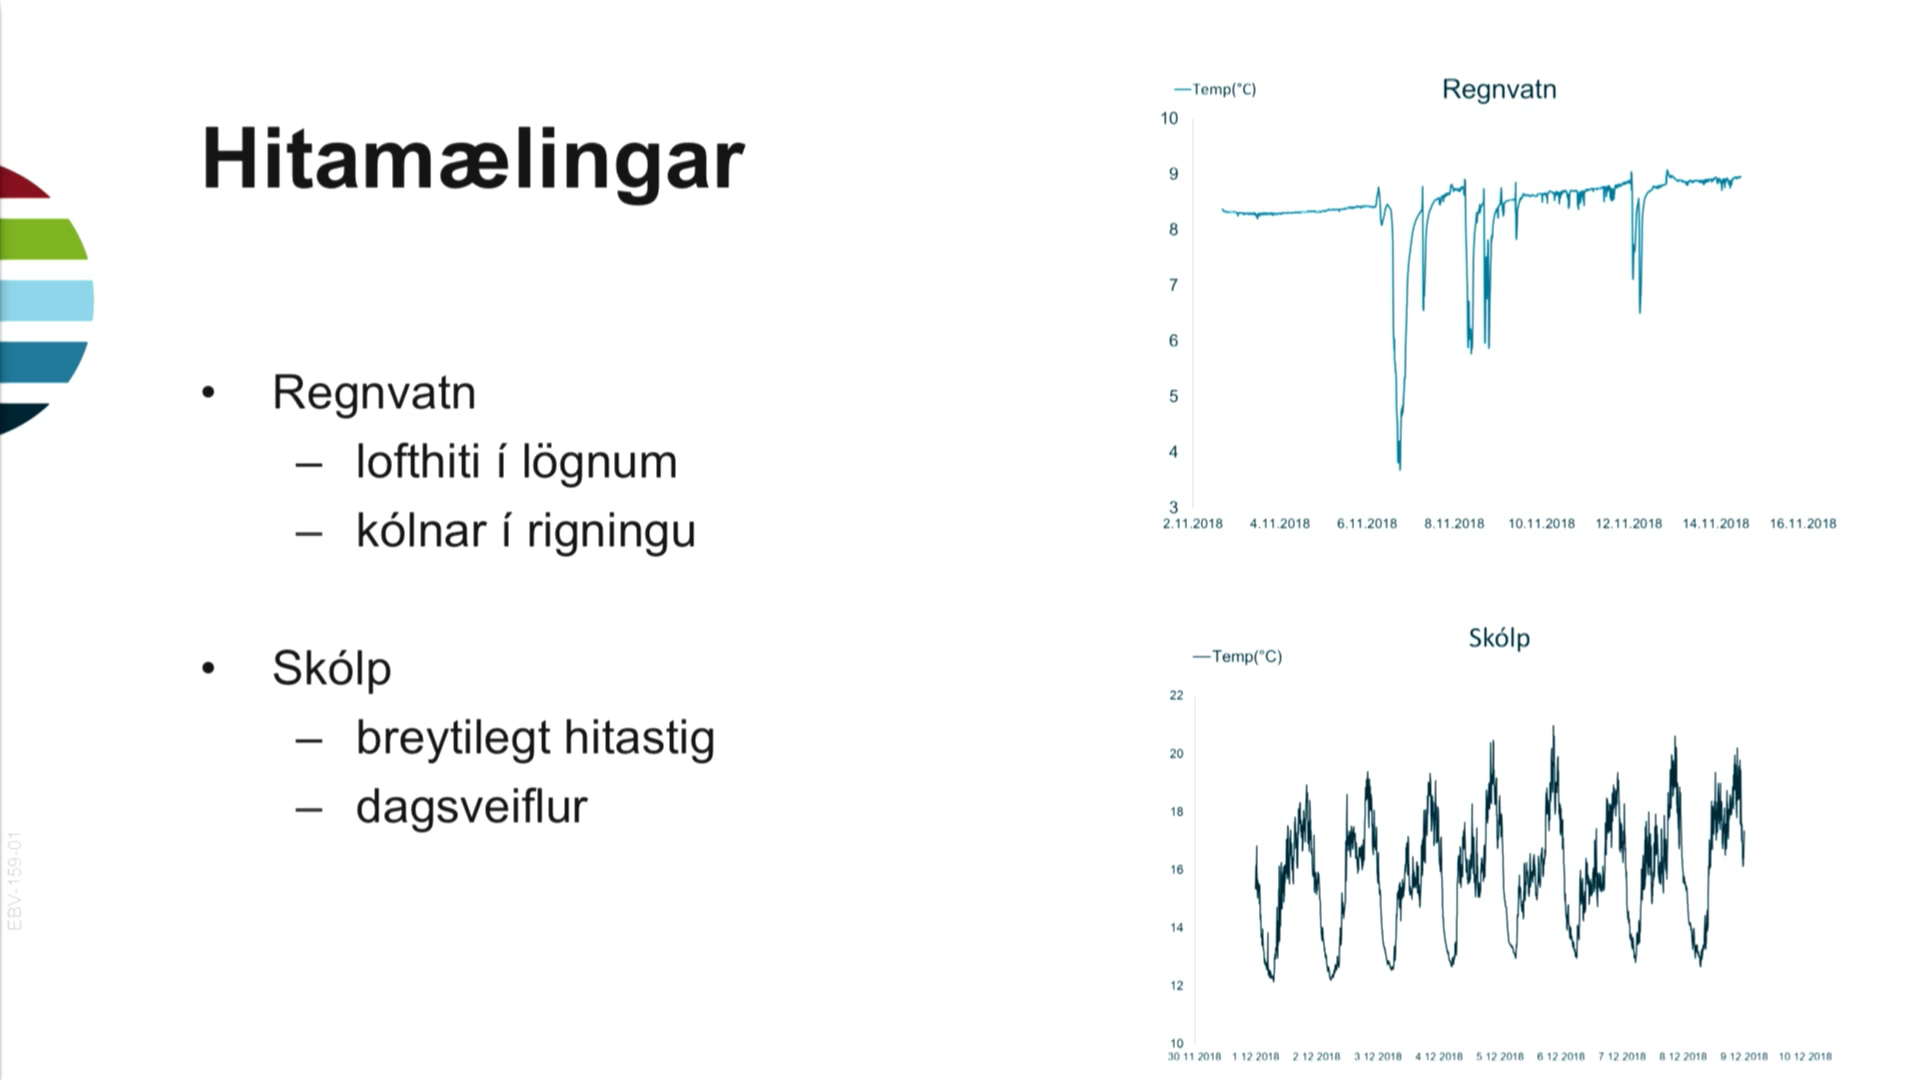 Hitamælingar
• Regnvatn
– lofthiti í lögnum
– kólnar í rigningu
• Skólp
– breytilegt hitastig
– dagsveiflur
EBV-159-01
Temp(°C)
Regnvatn
10
9
8
7
6
5
4
3
2.11.2018 4.11.2018 6.11.2018 8.11.2018 10.11.2018 12.11.2018 14.11.2018 16.11.2018
Skólp
Temp(°C)
22
20
18
16
14
12
10
30 11 2018 1 12 2018 2 12 2018 3 12 2018 4 12 2018 5 12 2018 6 12 2018 7 12 2018 8 12 2018 9 12 2018 10 12 2018